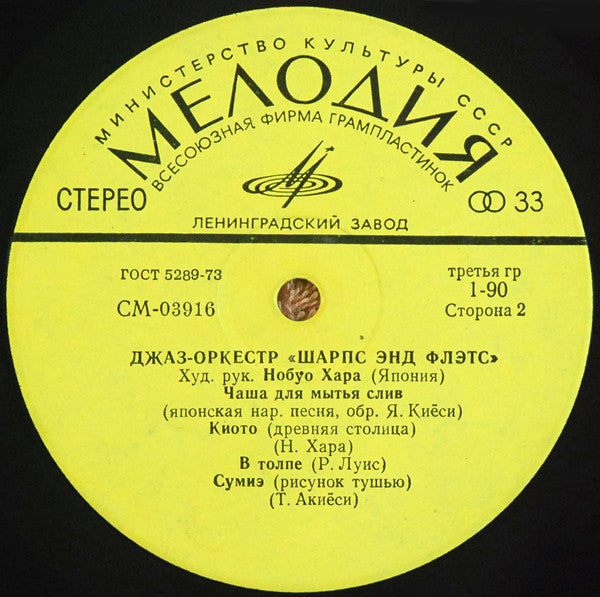 МИНИСТЕРСТВО КУЛЬТУРЫ СССР
МЕЛОДИЯ
ВСЕСОЮЗНАЯ ФИРМА ГРАМПЛАСТИНОК
СТЕРЕО
33
ЛЕНИНГРАДСКИЙ ЗАВОД
ГОСТ 5289-73
третья гр
СМ-03916
1-90
Сторона 2
ДЖАЗ-ОРКЕСТР «ШАРПС ЭНД ФЛЭТС»
Худ. рук. Нобуо Хара (Япония)
Чаша для мытья слив
(японская нар. песня, обр. Я. Киёси)
Киото (древняя столица)
(Н. Хара)
В толпе (Р. Луис)
Сумиэ (рисунок тушью)
(Т. Акиёси)